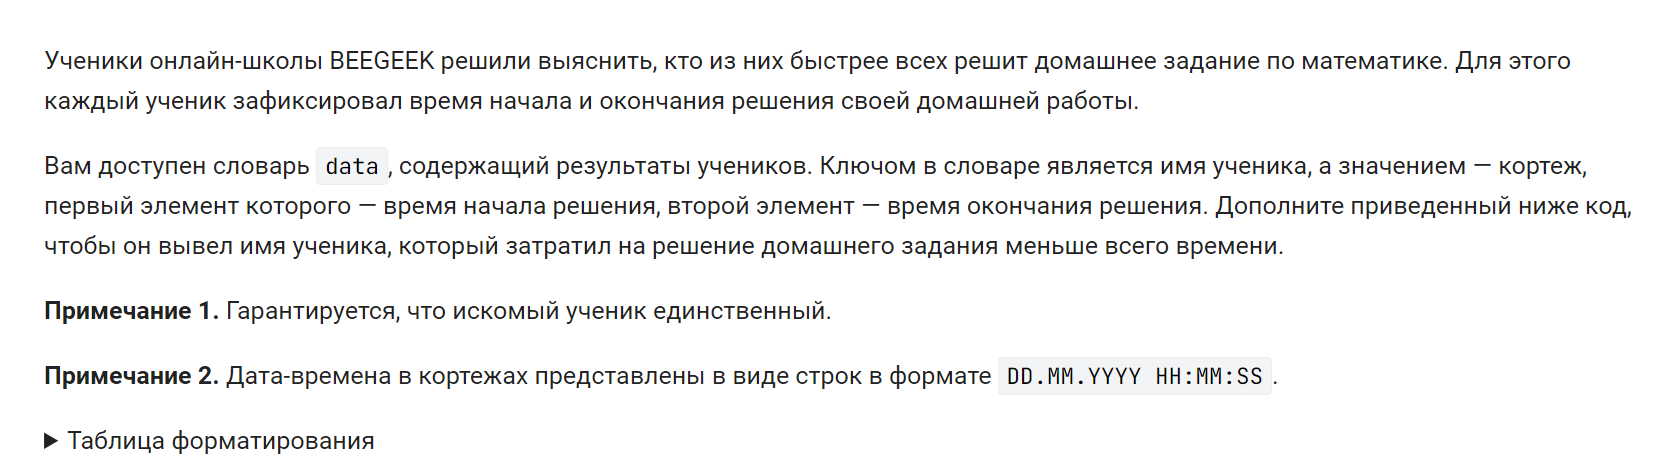 Ученики онлайн-школы BEEGEEK решили выяснить, кто из них быстрее всех решит домашнее задание по математике. Для этого
каждый ученик зафиксировал время начала и окончания решения своей домашней работы.
Вам доступен словарь data, содержащий результаты учеников. Ключом в словаре является имя ученика, а значением — кортеж,
первый элемент которого — время начала решения, второй элемент — время окончания решения. Дополните приведенный ниже код,
чтобы он вывел имя ученика, который затратил на решение домашнего задания меньше всего времени.
Примечание 1. Гарантируется, что искомый ученик единственный.
Примечание 2. Дата-времена в кортежах представлены в виде строк в формате DD.MM.YYYY HH:MM:SS.
Таблица форматирования